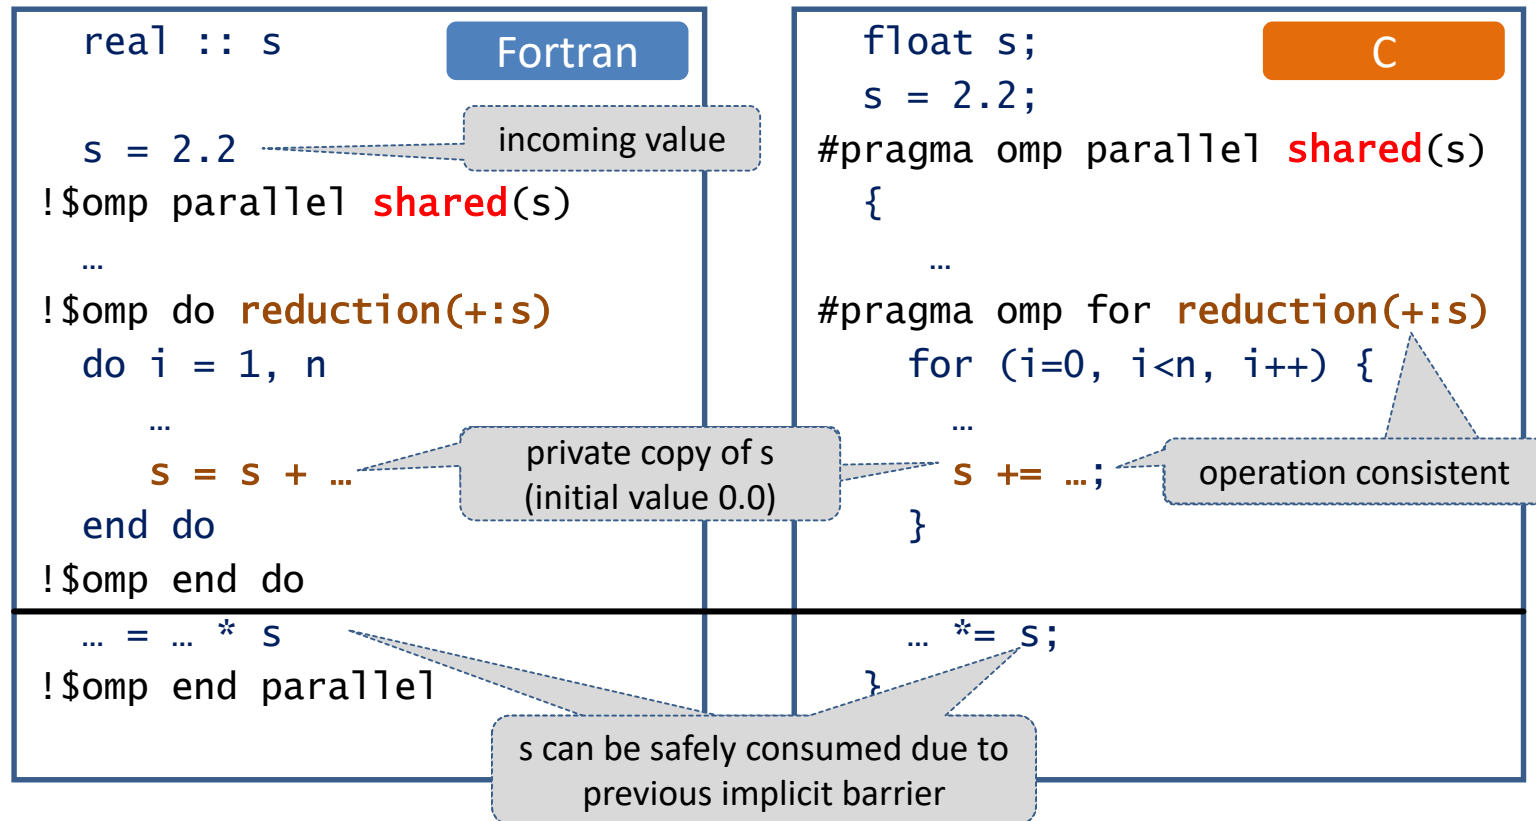 real :: s
Fortran
s = 2.2
incoming value
!$omp parallel shared(s)
…
!$omp do reduction(+:s)
do i = 1, n
…
s = s + …
private copy of s
(initial value 0.0)
end do
!$omp end do
… = … * s
!$omp end parallel
float s;
C
s = 2.2;
#pragma omp parallel shared(s)
{
…
#pragma omp for reduction(+:s)
for (i=0, i<n, i++) {
…
s += …;
operation consistent
}
… *= s;
}
s can be safely consumed due to
previous implicit barrier